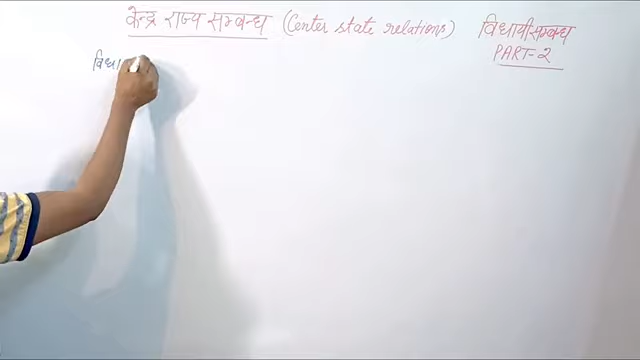 केन्द्र राज्य सम्बन्ध (Center state relations) विधायी सम्बन्ध
PART-2
विधा